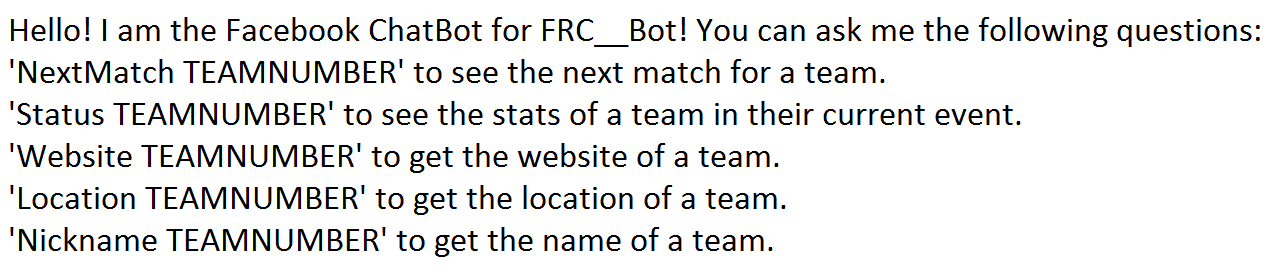 Hello! I am the Facebook ChatBot for FRC__Bot! You can ask me the following questions:
'NextMatch TEAMNUMBER' to see the next match for a team.
'Status TEAMNUMBER' to see the stats of a team in their current event.
'Website TEAMNUMBER' to get the website of a team.
'Location TEAMNUMBER' to get the location of a team.
'Nickname TEAMNUMBER' to get the name of a team.